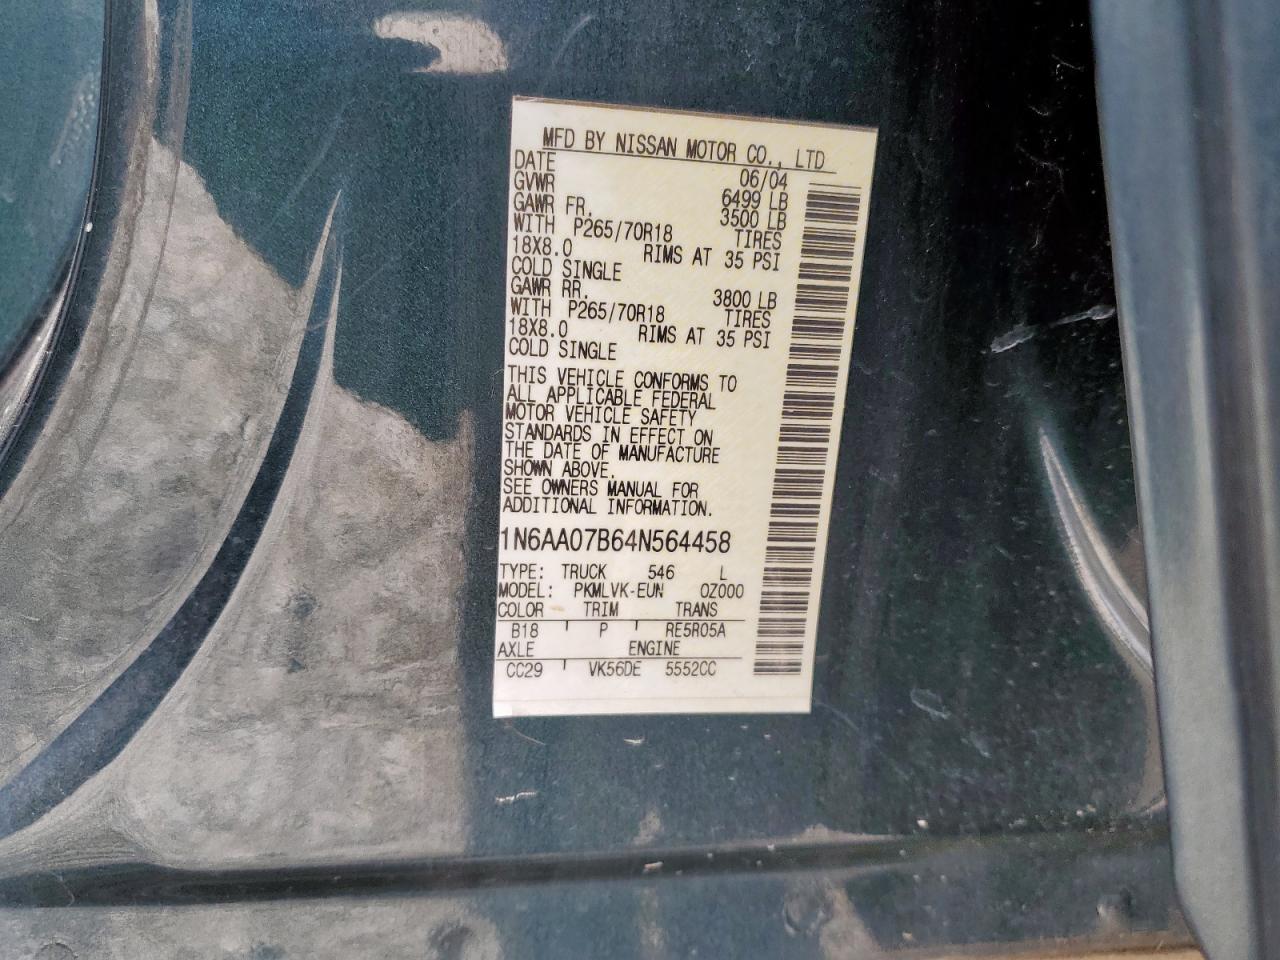 MFD BY NISSAN MOTOR CO., LTD
DATE 06/04
GVWR 6499 LB
GAWR FR. 3500 LB
WITH P265/70R18 TIRES
18X8.0 RIMS AT 35 PSI
COLD SINGLE
GAWR RR. 3800 LB
WITH P265/70R18 TIRES
18X8.0 RIMS AT 35 PSI
COLD SINGLE
THIS VEHICLE CONFORMS TO
ALL APPLICABLE FEDERAL
MOTOR VEHICLE SAFETY
STANDARDS IN EFFECT ON
THE DATE OF MANUFACTURE
SHOWN ABOVE.
SEE OWNERS MANUAL FOR
ADDITIONAL INFORMATION.
1N6AA07B64N564458
TYPE: TRUCK 546 L
MODEL: PKMLVK-EUN 0Z000
COLOR TRIM TRANS
B18 P RE5R05A
AXLE ENGINE
CC29 VK56DE 5552CC